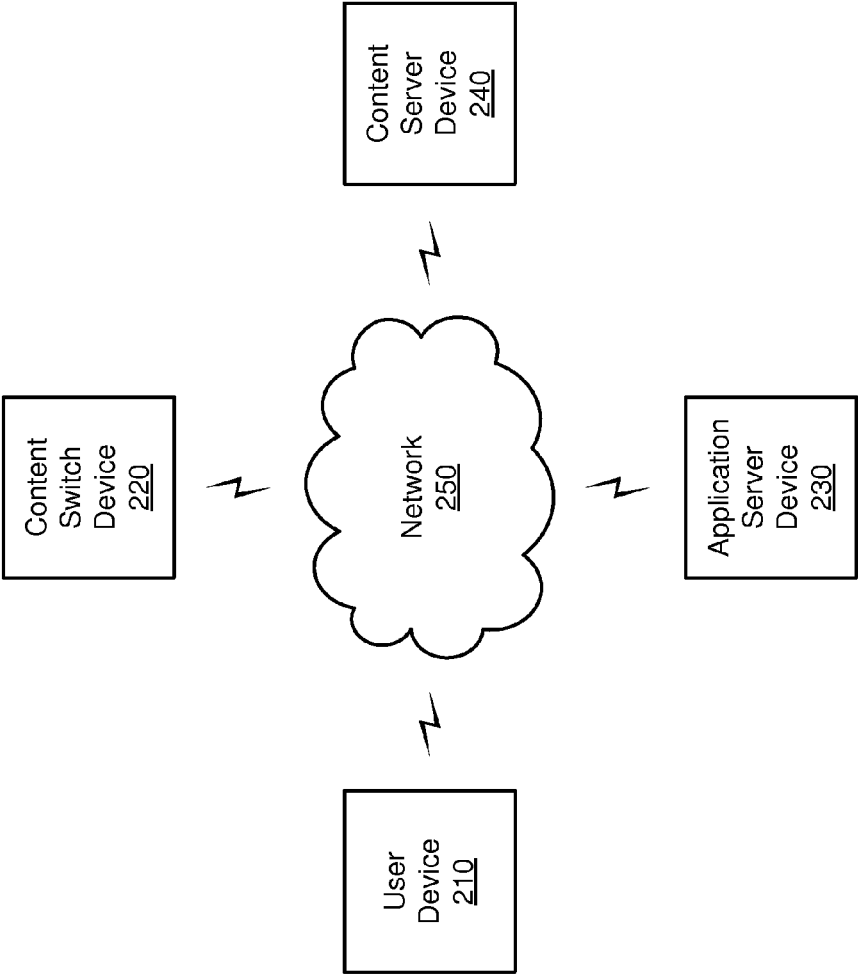 Content
Switch
Device
220
User
Device
210
Network
250
Content
Server
Device
240
Application
Server
Device
230